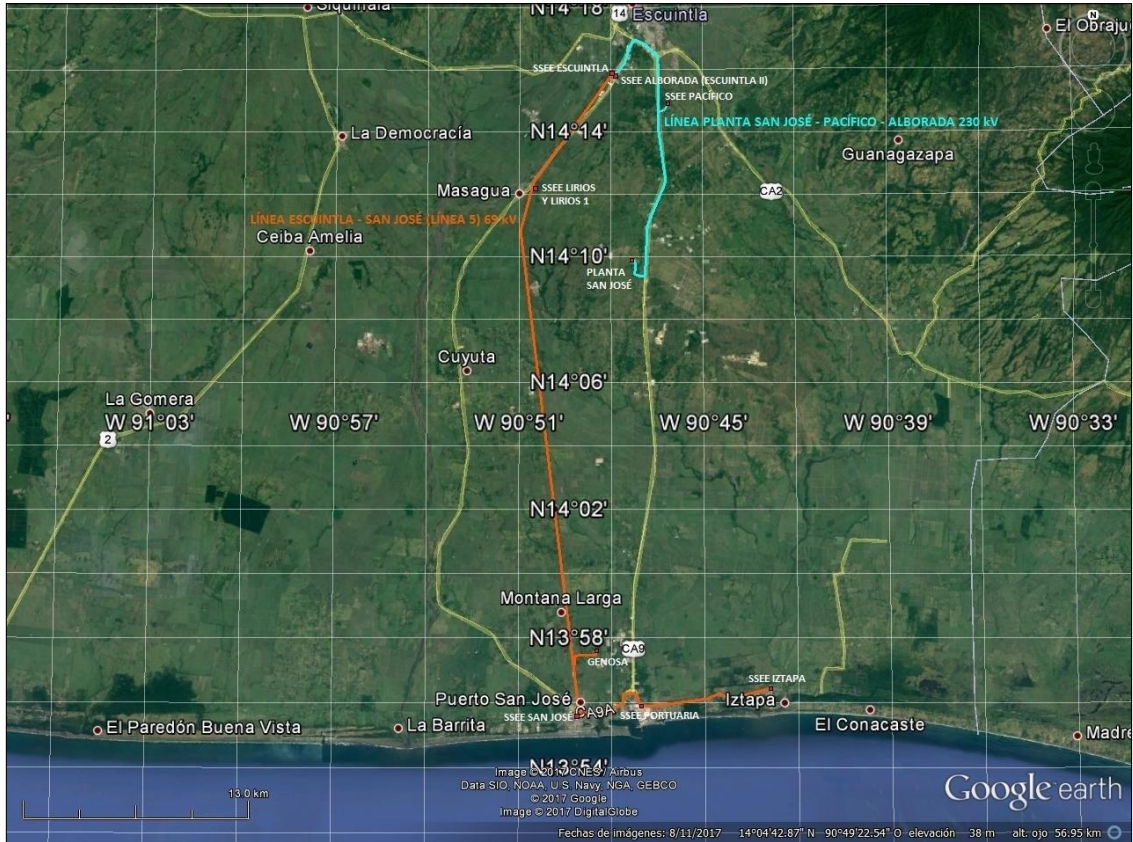 Siquinalá
N14°18'
14
Escuintla
El Obraju
N
SSEE ESCUINTLA
SSEE ALBORADA (ESCUINTLA II)
SSEE PACÍFICO
LÍNEA PLANTA SAN JOSÉ - PACÍFICO - ALBORADA 230 kV
La Democracía
N14°14'
Guanagazapa
Masagua
SSEE LIRIOS
Y LIRIOS 1
CA2
LÍNEA ESCUINTLA - SAN JOSÉ (LÍNEA 5) 69 kV
Ceiba Amelia
N14°10'
PLANTA
SAN JOSÉ
Cuyuta
N14°06'
La Gomera
W 91°03'
W 90°57'
W 90°51'
W 90°45'
W 90°39'
W 90°33'
2
N14°02'
Montana Larga
N13°58'
CA9
GENOSA
SSEE IZTAPA
Puerto San José
CA9A
Iztapa
SSEE SAN JOSÉ
SSEE PORTUARIA
El Paredón Buena Vista
La Barrita
El Conacaste
Madre
N13°54'
Image © 2017 CNES / Airbus
Data SIO, NOAA, U.S. Navy, NGA, GEBCO
© 2017 Google
Image © 2017 DigitalGlobe
13.0 km
Google earth
Fechas de imágenes: 8/11/2017 14°04'42.87" N 90°49'22.54" O elevación 38 m alt. ojo 56.95 km